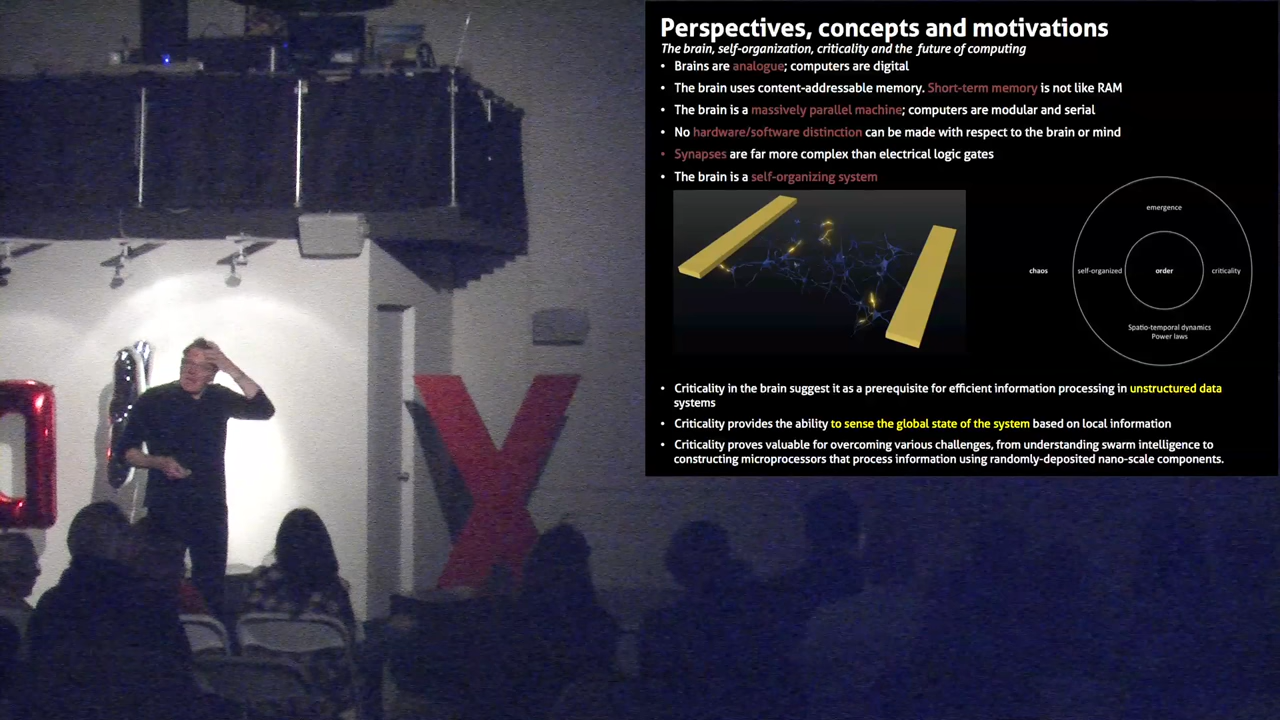 Perspectives, concepts and motivations
The brain, self-organization, criticality and the future of computing
• Brains are analogue; computers are digital
• The brain uses content-addressable memory. Short-term memory is not like RAM
• The brain is a massively parallel machine; computers are modular and serial
• No hardware/software distinction can be made with respect to the brain or mind
• Synapses are far more complex than electrical logic gates
• The brain is a self-organizing system
emergence
chaos
self-organized
order
criticality
Spatio-temporal dynamics
Power laws
• Criticality in the brain suggest it as a prerequisite for efficient information processing in unstructured data
systems
• Criticality provides the ability to sense the global state of the system based on local information
• Criticality proves valuable for overcoming various challenges, from understanding swarm intelligence to
constructing microprocessors that process information using randomly-deposited nano-scale components.
X